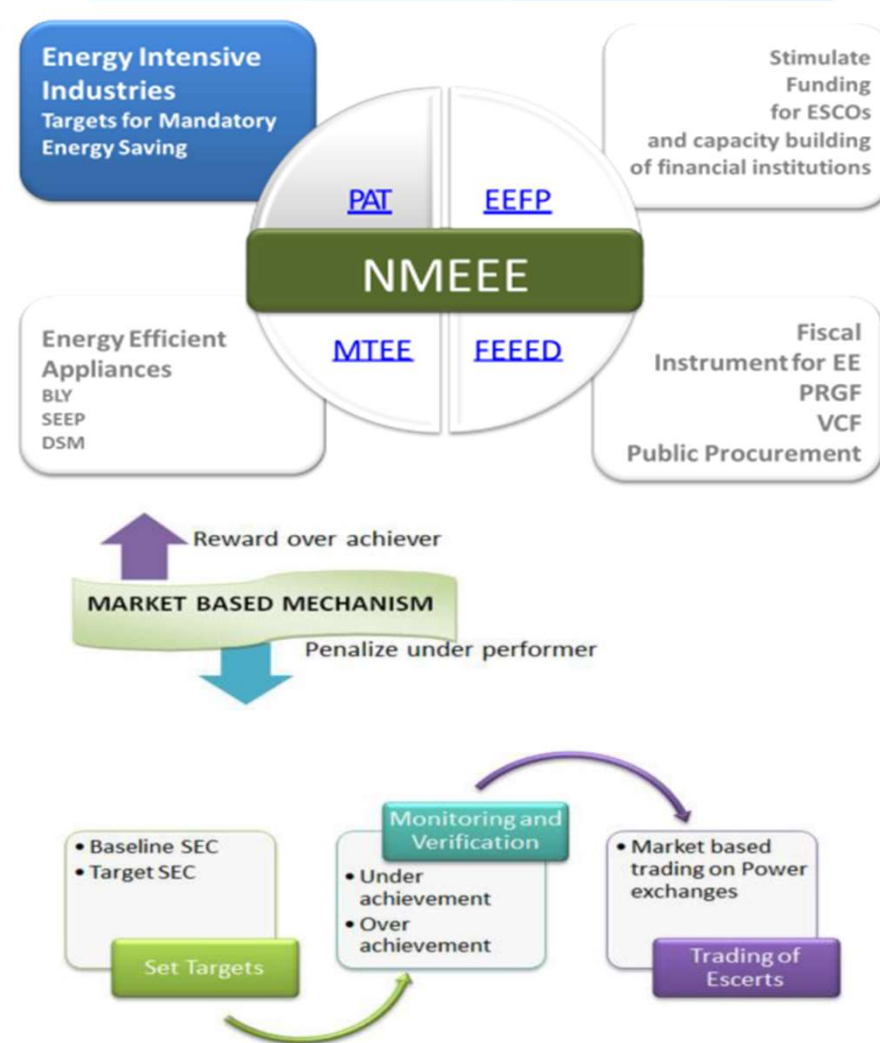 Energy Intensive
Industries
Targets for Mandatory
Energy Saving
Stimulate
Funding
for ESCOs
and capacity building
of financial institutions
PAT
EEFP
NMEEE
MTEE
FEEED
Energy Efficient
Appliances
BLY
SEEP
DSM
Fiscal
Instrument for EE
PRGF
VCF
Public Procurement
Reward over achiever
MARKET BASED MECHANISM
Penalize under performer
• Baseline SEC
• Target SEC
Set Targets
Monitoring and
Verification
• Under
achievement
• Over
achievement
• Market based
trading on Power
exchanges
Trading of
Escerts